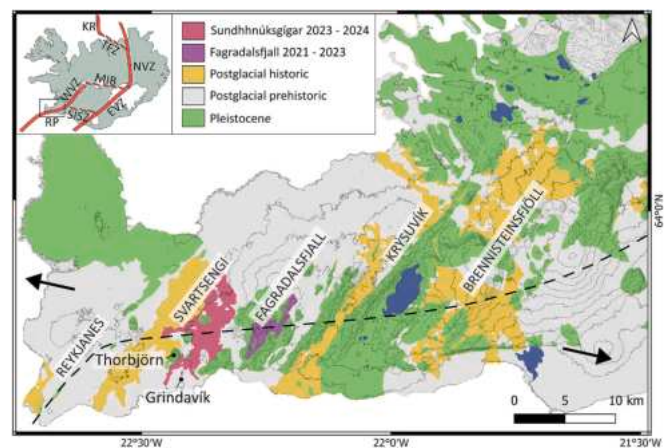 KR
TFZ
NVZ
MIB
WVZ
EVZ
RP
SISZ
Sundhhnúksgígar 2023 - 2024
Fagradalsfjall 2021 - 2023
Postglacial historic
Postglacial prehistoric
Pleistocene
64°0'N
REYKJANES
SVARTSENGI
FAGRADALSFJALL
KRYSUVÍK
BRENNISTEINSFJÖLL
Thorbjörn
Grindavík
0 5 10 km
22°30'W
22°0'W
21°30'W